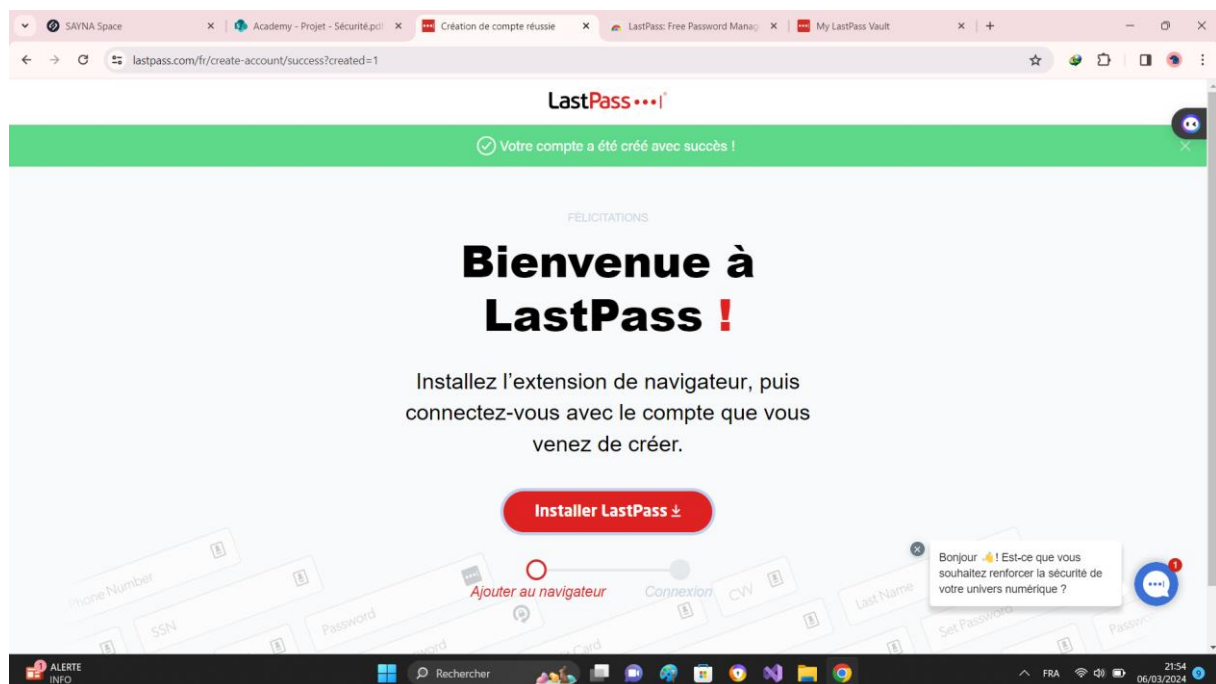 SAYNA Space
Academy - Projet - Sécurité.pd
Création de compte réussie
LastPass: Free Password Manag
My LastPass Vault
lastpass.com/fr/create-account/success?created=1
LastPass
Votre compte a été créé avec succès !
FÉLICITATIONS
Bienvenue à
LastPass !
Installez l’extension de navigateur, puis
connectez-vous avec le compte que vous
venez de créer.
Installer LastPass
Ajouter au navigateur
Connexion
Bonjour 👋! Est-ce que vous
souhaitez renforcer la sécurité de
votre univers numérique ?
1
Phone Number
SSN
Password
CVV
Last Name
Set Password
Card
1
ALERTE
INFO
Rechercher
FRA
21:54
06/03/2024
9